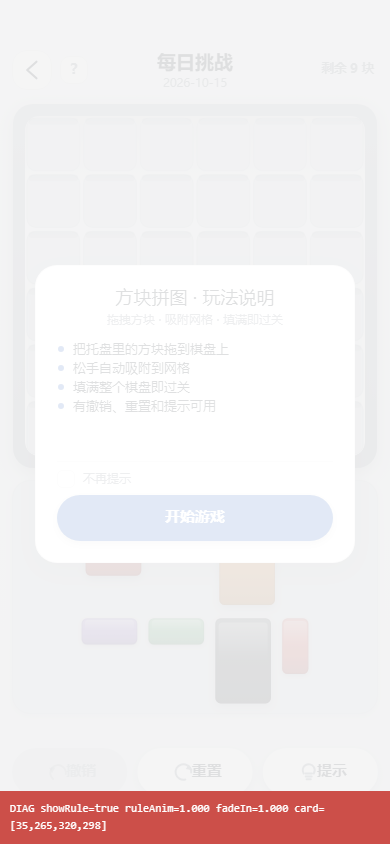 ?
每日挑战
2026-10-15
剩余 9 块
方块拼图 · 玩法说明
拖拽方块 · 吸附网格 · 填满即过关
把托盘里的方块拖到棋盘上
松手自动吸附到网格
填满整个棋盘即过关
有撤销、重置和提示可用
不再提示
开始游戏
撤销
重置
提示
DIAG showRule=true ruleAnim=1.000 fadeIn=1.000 card=
[35,265,320,298]